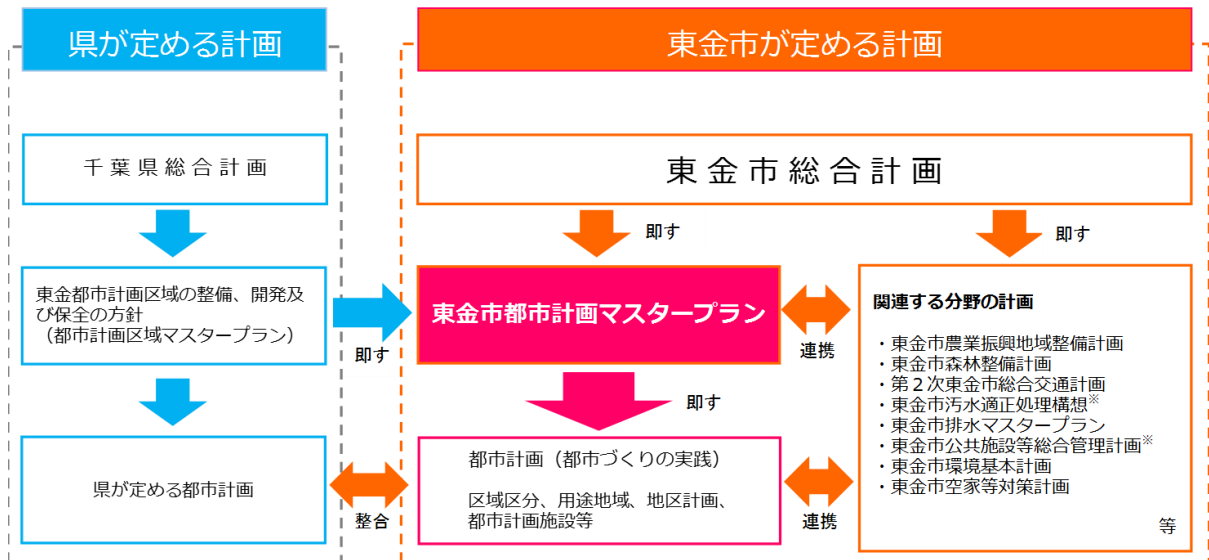 県が定める計画
東金市が定める計画
千葉県総合計画
東金市総合計画
即す
即す
東金都市計画区域の整備、開発及
び保全の方針
（都市計画区域マスタープラン）
即す
東金市都市計画マスタープラン
連携
関連する分野の計画
・東金市農業振興地域整備計画
・東金市森林整備計画
・第２次東金市総合交通計画
・東金市汚水適正処理構想※
・東金市排水マスタープラン
・東金市公共施設等総合管理計画※
・東金市環境基本計画
・東金市空家等対策計画
等
即す
県が定める都市計画
整合
都市計画（都市づくりの実践）
区域区分、用途地域、地区計画、
都市計画施設等
連携